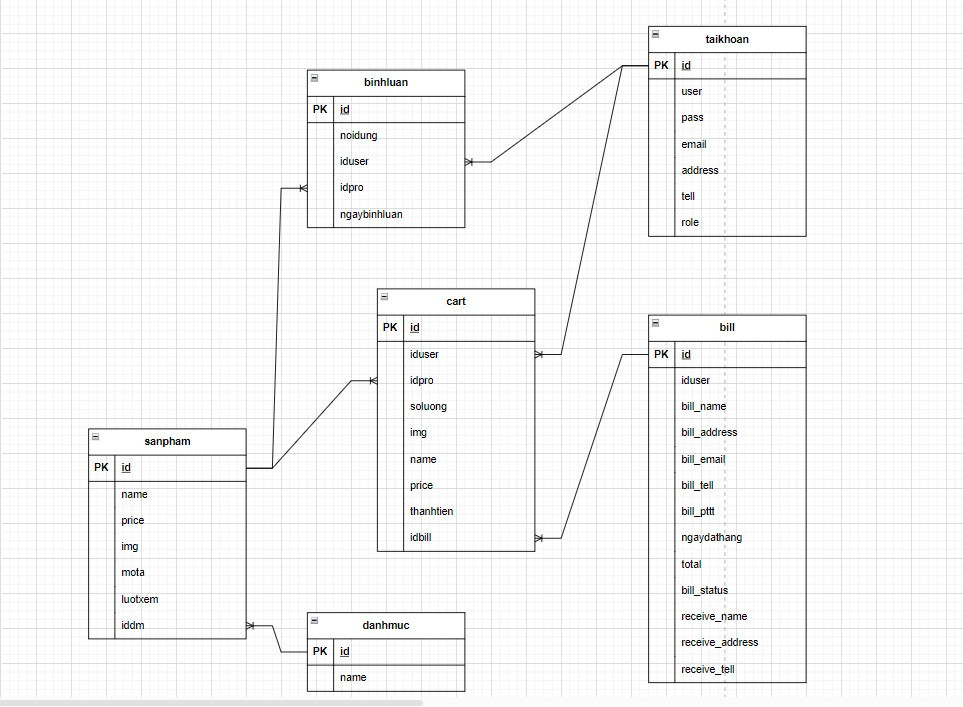 taikhoan
PK id
user
pass
email
address
tell
role
binhluan
PK id
noidung
iduser
idpro
ngaybinhluan
cart
PK id
iduser
idpro
soluong
img
name
price
thanhtien
idbill
bill
PK id
iduser
bill_name
bill_address
bill_email
bill_tell
bill_pttt
ngaydathang
total
bill_status
receive_name
receive_address
receive_tell
sanpham
PK id
name
price
img
mota
luotxem
iddm
danhmuc
PK id
name